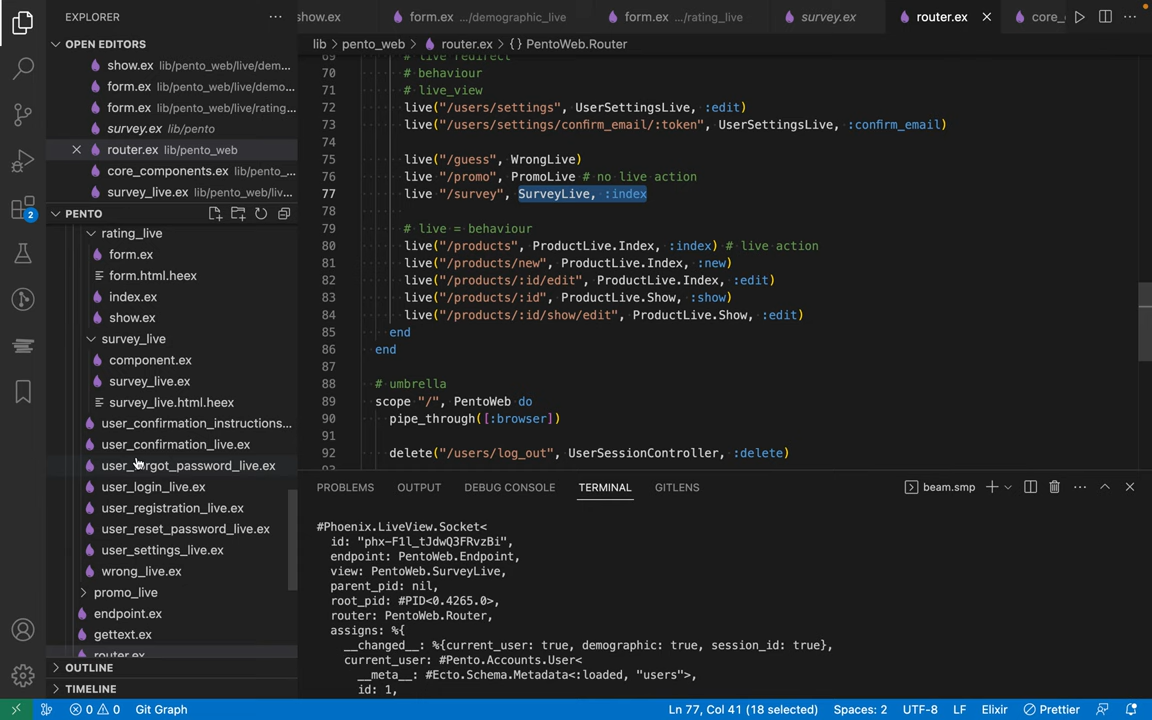 EXPLORER
OPEN EDITORS
show.ex lib/pento_web/live/dem...
form.ex lib/pento_web/live/demo...
form.ex lib/pento_web/live/rating...
survey.ex lib/pento
router.ex lib/pento_web
core_components.ex lib/pento_...
survey_live.ex lib/pento_web/liv...
PENTO
rating_live
form.ex
form.html.heex
index.ex
show.ex
survey_live
component.ex
survey_live.ex
survey_live.html.heex
user_confirmation_instructions...
user_confirmation_live.ex
user_forgot_password_live.ex
user_login_live.ex
user_registration_live.ex
user_reset_password_live.ex
user_settings_live.ex
wrong_live.ex
promo_live
endpoint.ex
gettext.ex
router.ex
OUTLINE
TIMELINE
2
show.ex form.ex .../demographic_live form.ex .../rating_live survey.ex router.ex core_
lib > pento_web > router.ex > {} PentoWeb.Router
69 # live redirect
70 # behaviour
71 # live_view
72 live("/users/settings", UserSettingsLive, :edit)
73 live("/users/settings/confirm_email/:token", UserSettingsLive, :confirm_email)
74
75 live("/guess", WrongLive)
76 live("/promo", PromoLive # no live action
77 live "/survey", SurveyLive, :index
78
79 # live = behaviour
80 live("/products", ProductLive.Index, :index) # live action
81 live("/products/new", ProductLive.Index, :new)
82 live("/products/:id/edit", ProductLive.Index, :edit)
83 live("/products/:id", ProductLive.Show, :show)
84 live("/products/:id/show/edit", ProductLive.Show, :edit)
85 end
86 end
87
88 # umbrella
89 scope "/", PentoWeb do
90 pipe_through([:browser])
91
92 delete("/users/log_out", UserSessionController, :delete)
PROBLEMS OUTPUT DEBUG CONSOLE TERMINAL GITLENS beam.smp
#Phoenix.LiveView.Socket<
id: "phx-F1l_tJdwQ3FRvzBi",
endpoint: PentoWeb.Endpoint,
view: PentoWeb.SurveyLive,
parent_pid: nil,
root_pid: #PID<0.4265.0>,
router: PentoWeb.Router,
assigns: %{
__changed__: %{current_user: true, demographic: true, session_id: true},
current_user: #Pento.Accounts.User<
__meta__: #Ecto.Schema.Metadata<:loaded, "users">,
id: 1,
0 0 Git Graph Ln 77, Col 41 (18 selected) Spaces: 2 UTF-8 LF Elixir Prettier